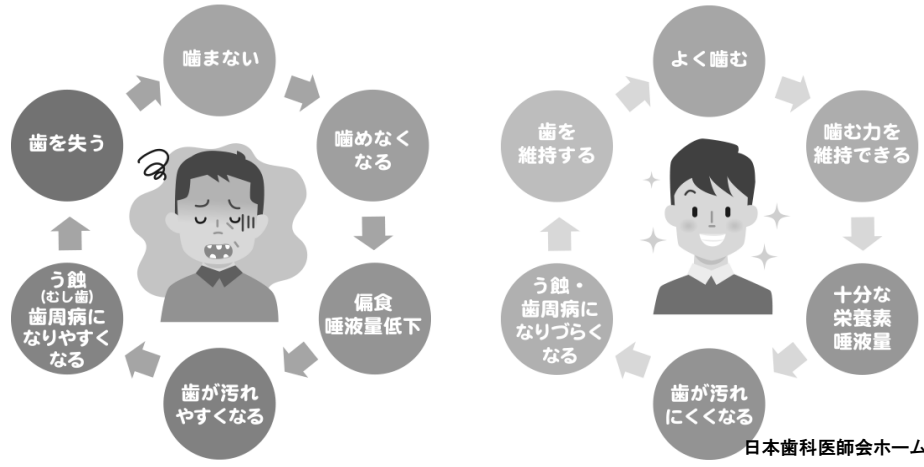 噛まない
噛めなく
なる
偏食
唾液量低下
歯が汚れ
やすくなる
う蝕
(むし歯)
歯周病に
なりやすく
なる
歯を失う
よく噛む
噛む力を
維持できる
十分な
栄養素
唾液量
歯が汚れ
にくくなる
う蝕・
歯周病に
なりづらく
なる
歯を
維持する
日本歯科医師会ホーム